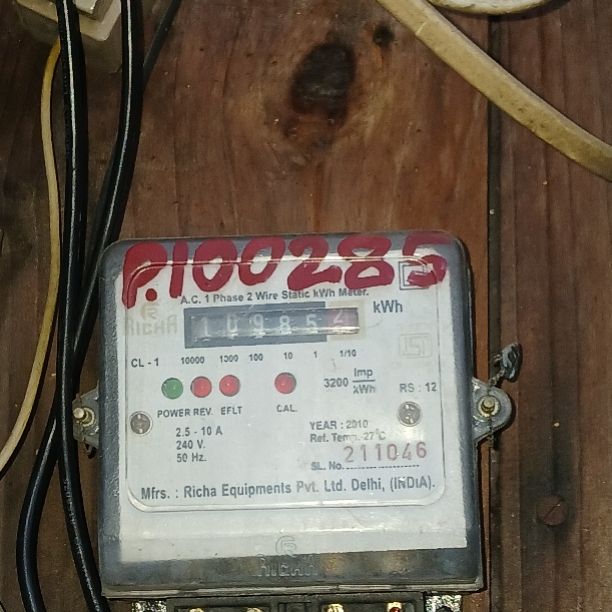 P.100285
A.C. 1 Phase 2 Wire Static kWh Meter.
RICHA
kWh
CL - 1
10000 1000 100 10 1 1/10
3200 Imp/kWh
RS : 12
POWER REV. EFLT CAL.
2.5 - 10 A
240 V.
50 Hz.
YEAR : 2010
Ref. Temp. 27°C
SL. No. 211046
Mfrs. : Richa Equipments Pvt. Ltd. Delhi, (INDIA).
RICHA